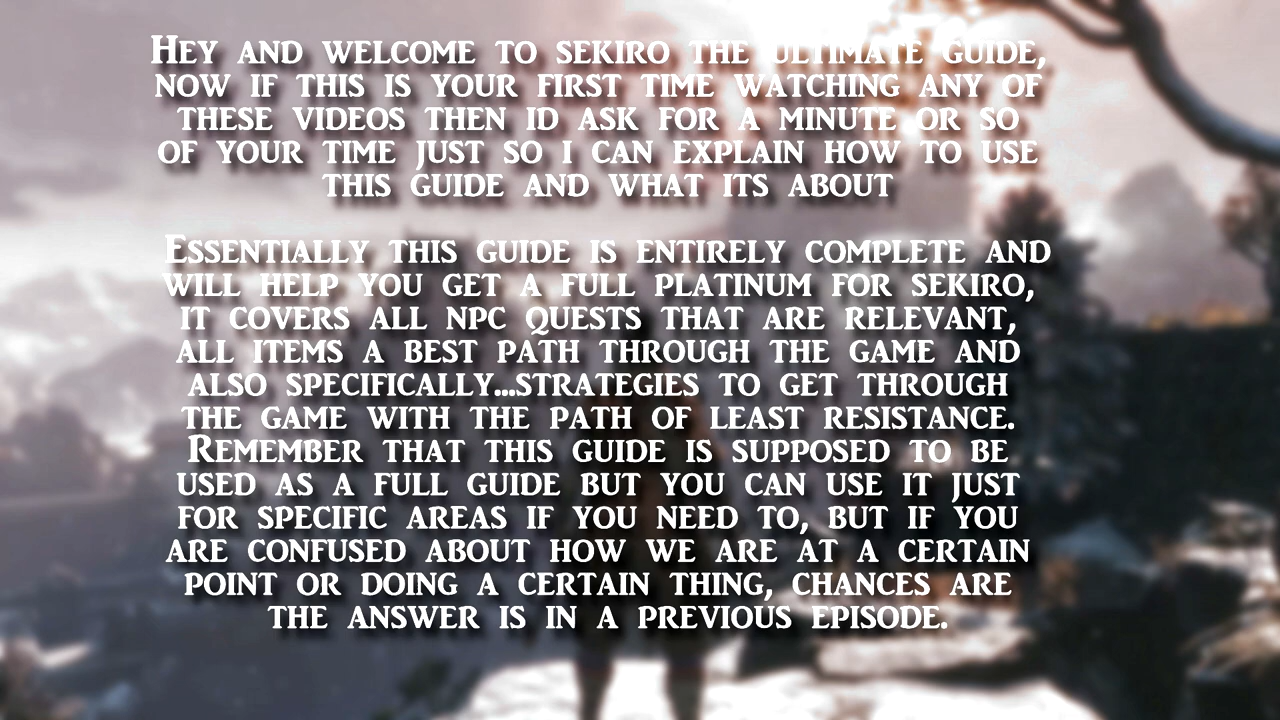 Hey and welcome to sekiro the ultimate guide,
now if this is your first time watching any of
these videos then id ask for a minute or so
of your time just so i can explain how to use
this guide and what its about
Essentially this guide is entirely complete and
will help you get a full platinum for sekiro,
it covers all npc quests that are relevant,
all items a best path through the game and
also specifically...strategies to get through
the game with the path of least resistance.
Remember that this guide is supposed to be
used as a full guide but you can use it just
for specific areas if you need to, but if you
are confused about how we are at a certain
point or doing a certain thing, chances are
the answer is in a previous episode.